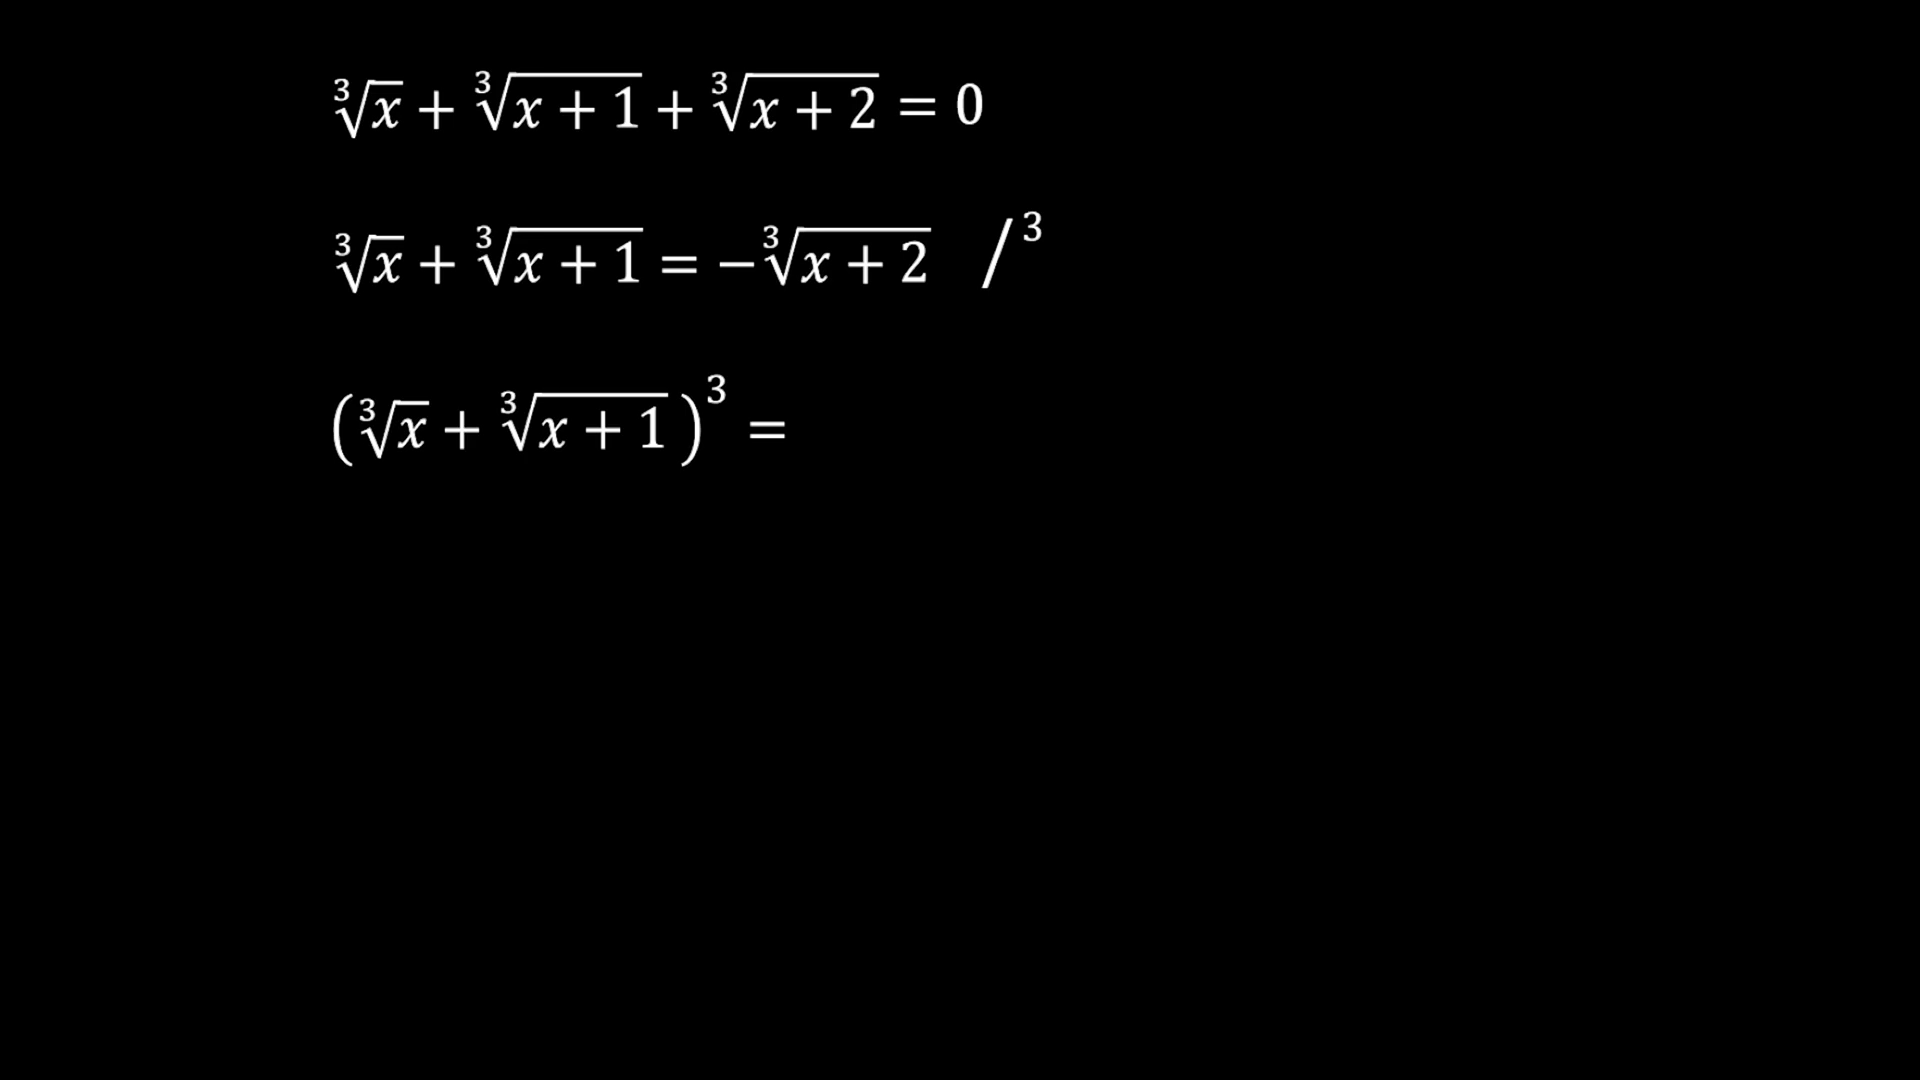 ∛x + ∛(x + 1) + ∛(x + 2) = 0
∛x + ∛(x + 1) = −∛(x + 2) /³
(∛x + ∛(x + 1))³ =